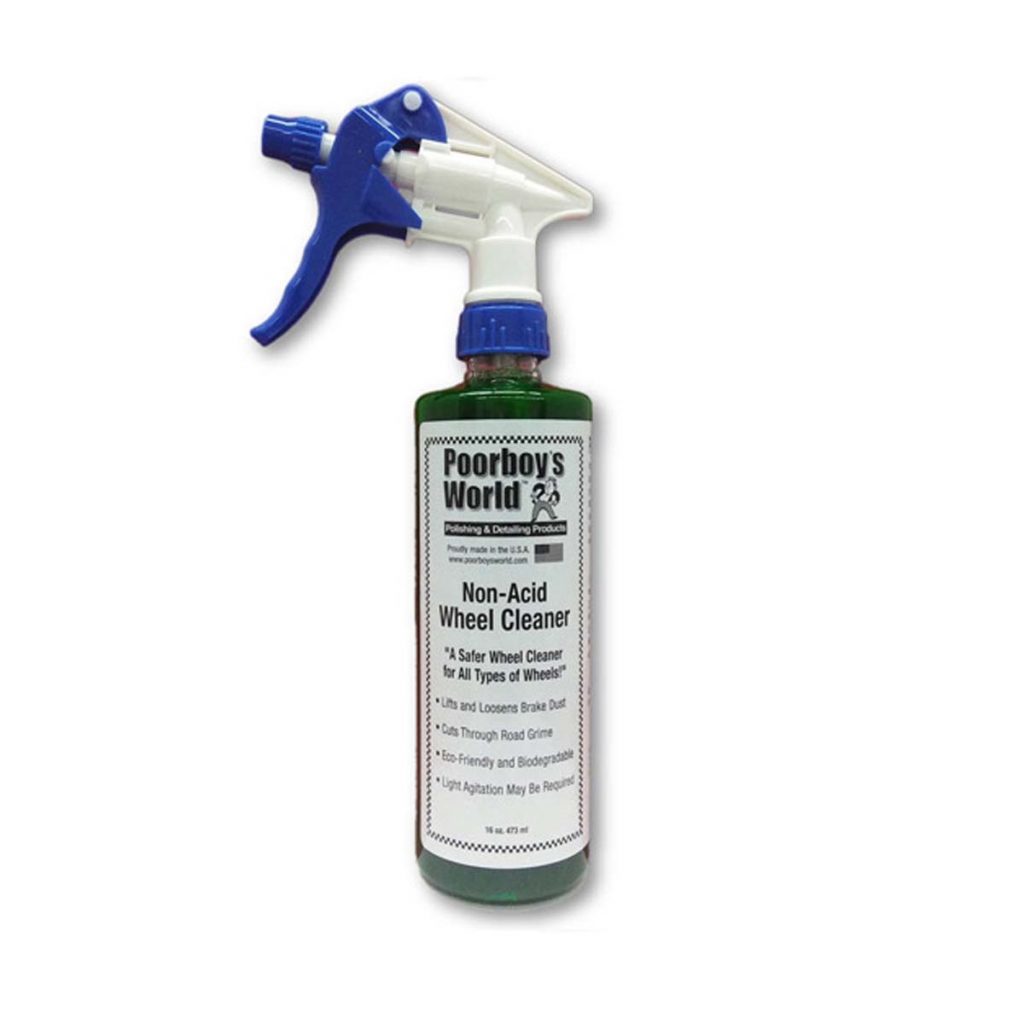 Poorboy's
World™
Polishing & Detailing Products
Proudly made in the U.S.A.
www.poorboysworld.com
Non-Acid
Wheel Cleaner
"A Safer Wheel Cleaner
for All Types of Wheels!"
• Lifts and Loosens Brake Dust
• Cuts Through Road Grime
• Eco-Friendly and Biodegradable
• Light Agitation May Be Required
16 oz. 473 ml